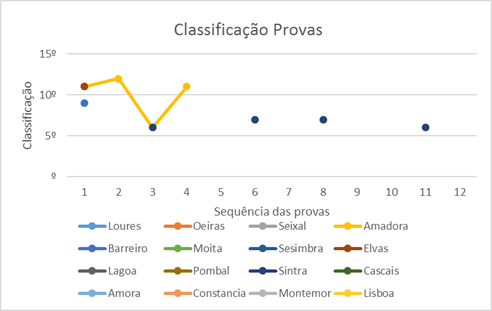 Classificação Provas
15º
10º
5º
º
Classificação
1 2 3 4 5 6 7 8 9 10 11 12
Sequência das provas
Loures Oeiras Seixal Amadora
Barreiro Moita Sesimbra Elvas
Lagoa Pombal Sintra Cascais
Amora Constancia Montemor Lisboa